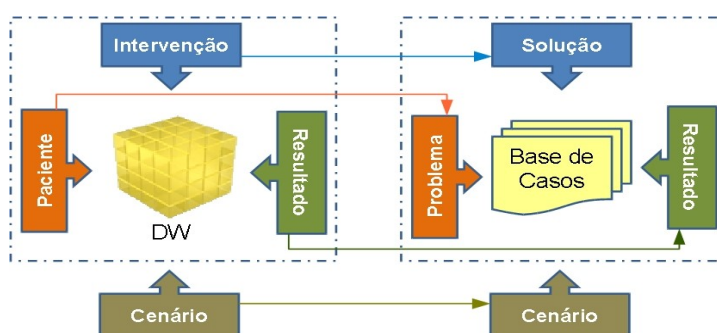 Intervenção
Solução
Paciente
DW
Resultado
Problema
Base de
Casos
Resultado
Cenário
Cenário